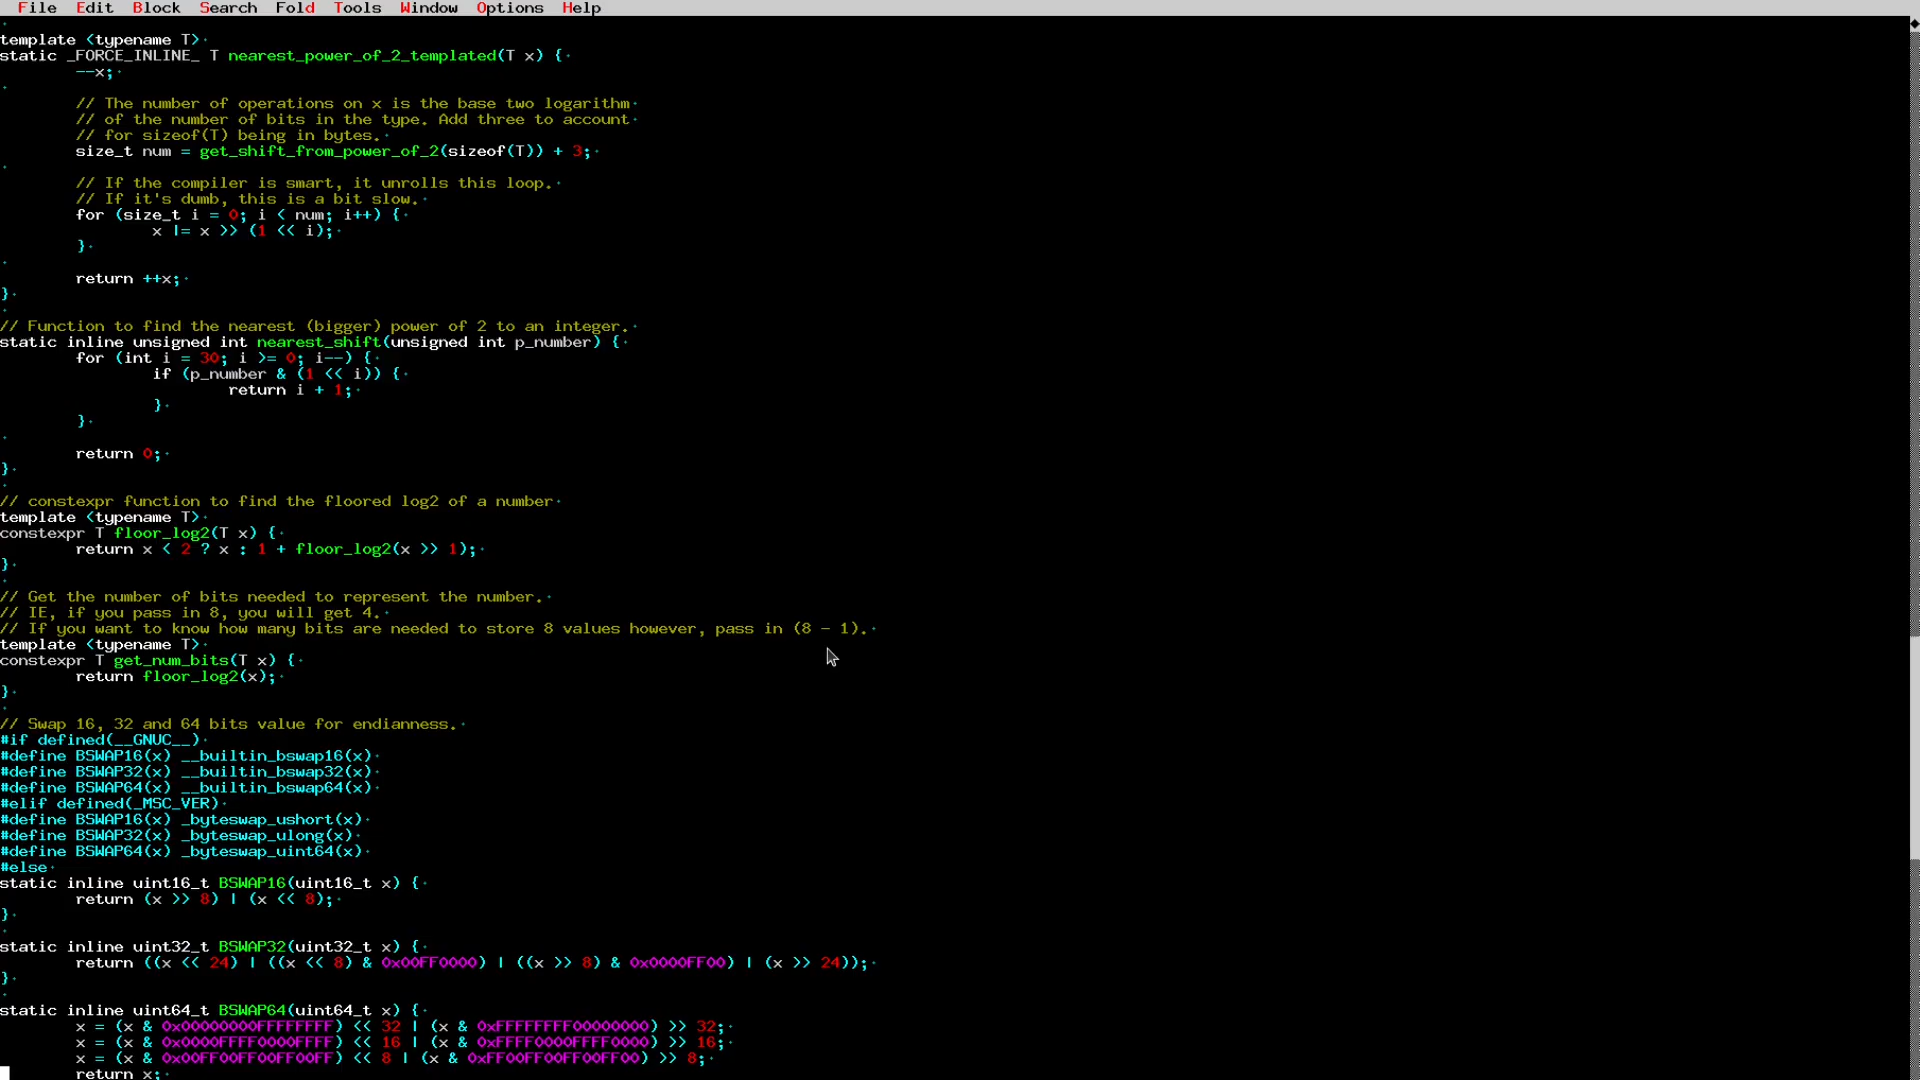 File Edit Block Search Fold Tools Window Options Help
template <typename T>
static _FORCE_INLINE_ T nearest_power_of_2_templated(T x) {
--x;
// The number of operations on x is the base two logarithm
// of the number of bits in the type. Add three to account
// for sizeof(T) being in bytes.
size_t num = get_shift_from_power_of_2(sizeof(T)) + 3;
// If the compiler is smart, it unrolls this loop.
// If it's dumb, this is a bit slow.
for (size_t i = 0; i < num; i++) {
x |= x >> (1 << i);
}
return ++x;
}
// Function to find the nearest (bigger) power of 2 to an integer.
static inline unsigned int nearest_shift(unsigned int p_number) {
for (int i = 30; i >= 0; i--) {
if (p_number & (1 << i)) {
return i + 1;
}
}
return 0;
}
// constexpr function to find the floored log2 of a number
template <typename T>
constexpr T floor_log2(T x) {
return x < 2 ? x : 1 + floor_log2(x >> 1);
}
// Get the number of bits needed to represent the number.
// IE, if you pass in 8, you will get 4.
// If you want to know how many bits are needed to store 8 values however, pass in (8 - 1).
template <typename T>
constexpr T get_num_bits(T x) {
return floor_log2(x);
}
// Swap 16, 32 and 64 bits value for endianness.
#if defined(__GNUC__)
#define BSWAP16(x) __builtin_bswap16(x)
#define BSWAP32(x) __builtin_bswap32(x)
#define BSWAP64(x) __builtin_bswap64(x)
#elif defined(_MSC_VER)
#define BSWAP16(x) _byteswap_ushort(x)
#define BSWAP32(x) _byteswap_ulong(x)
#define BSWAP64(x) _byteswap_uint64(x)
#else
static inline uint16_t BSWAP16(uint16_t x) {
return (x >> 8) | (x << 8);
}
static inline uint32_t BSWAP32(uint32_t x) {
return ((x << 24) | ((x << 8) & 0x00FF0000) | ((x >> 8) & 0x0000FF00) | (x >> 24));
}
static inline uint64_t BSWAP64(uint64_t x) {
x = (x & 0x00000000FFFFFFFF) << 32 | (x & 0xFFFFFFFF00000000) >> 32;
x = (x & 0x0000FFFF0000FFFF) << 16 | (x & 0xFFFF0000FFFF0000) >> 16;
x = (x & 0x00FF00FF00FF00FF) << 8 | (x & 0xFF00FF00FF00FF00) >> 8;
return x;